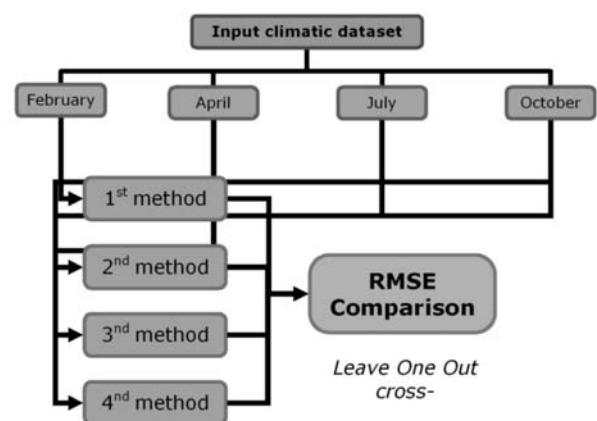 Input climatic dataset
February
April
July
October
1st method
2nd method
3nd method
4nd method
RMSE
Comparison
Leave One Out
cross-